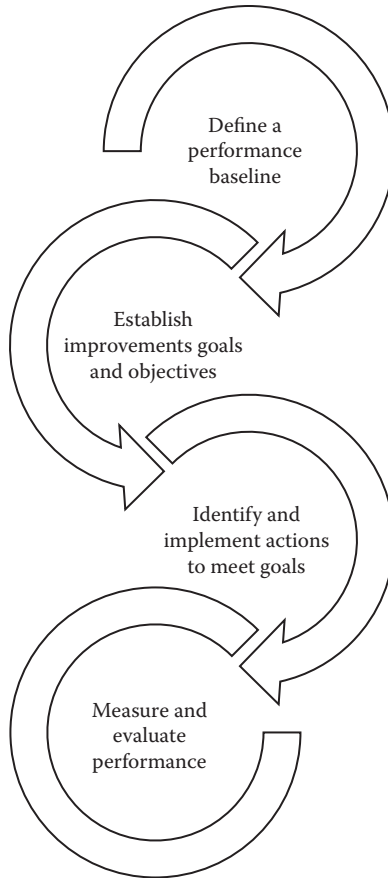 Define a
performance
baseline
Establish
improvements goals
and objectives
Identify and
implement actions
to meet goals
Measure and
evaluate
performance